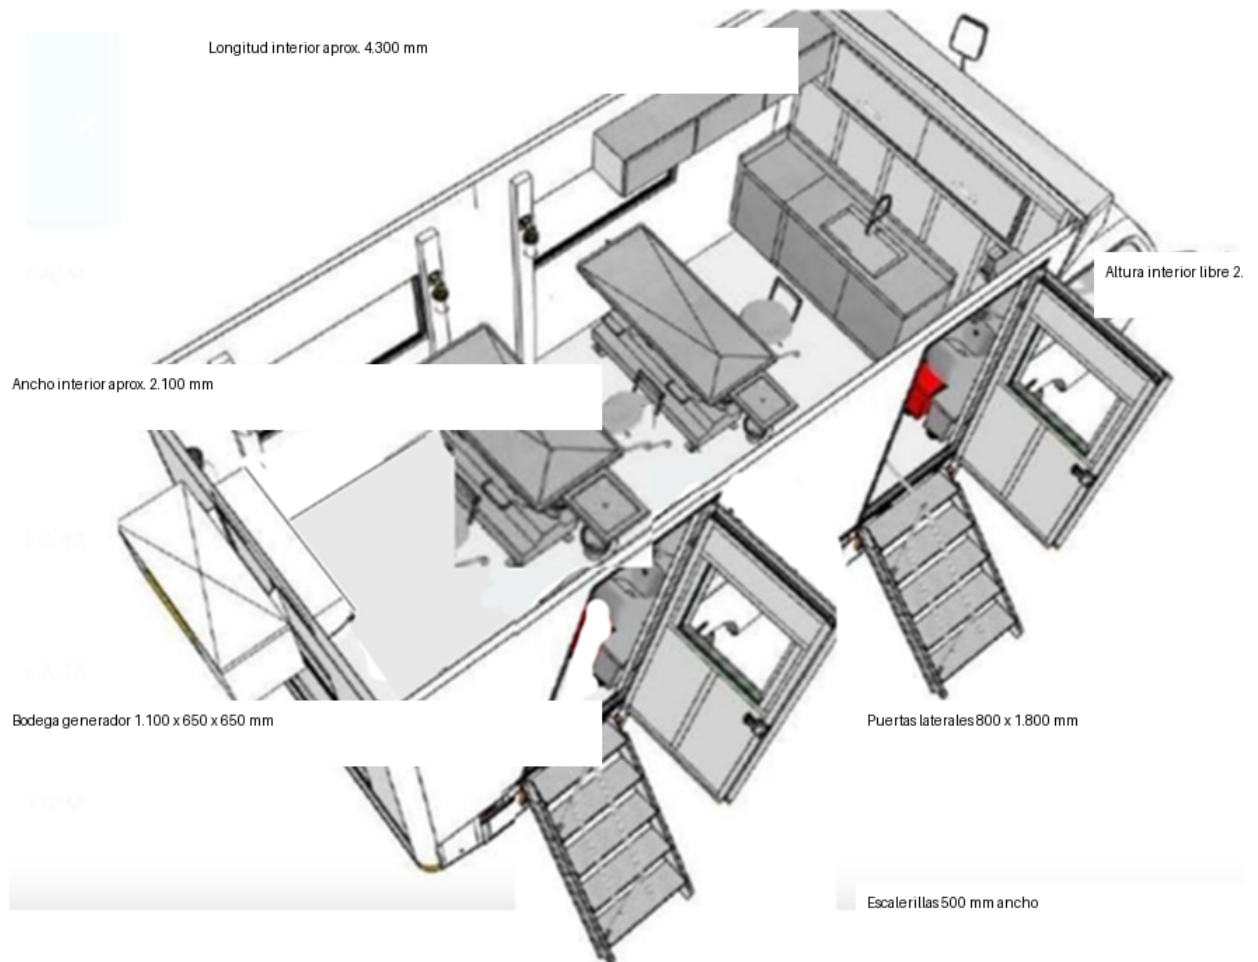 Longitud interior aprox. 4.300 mm
Altura interior libre 2.
Ancho interior aprox. 2.100 mm
Bodega generador 1.100 x 650 x 650 mm
Puertas laterales 800 x 1.800 mm
Escalerillas 500 mm ancho